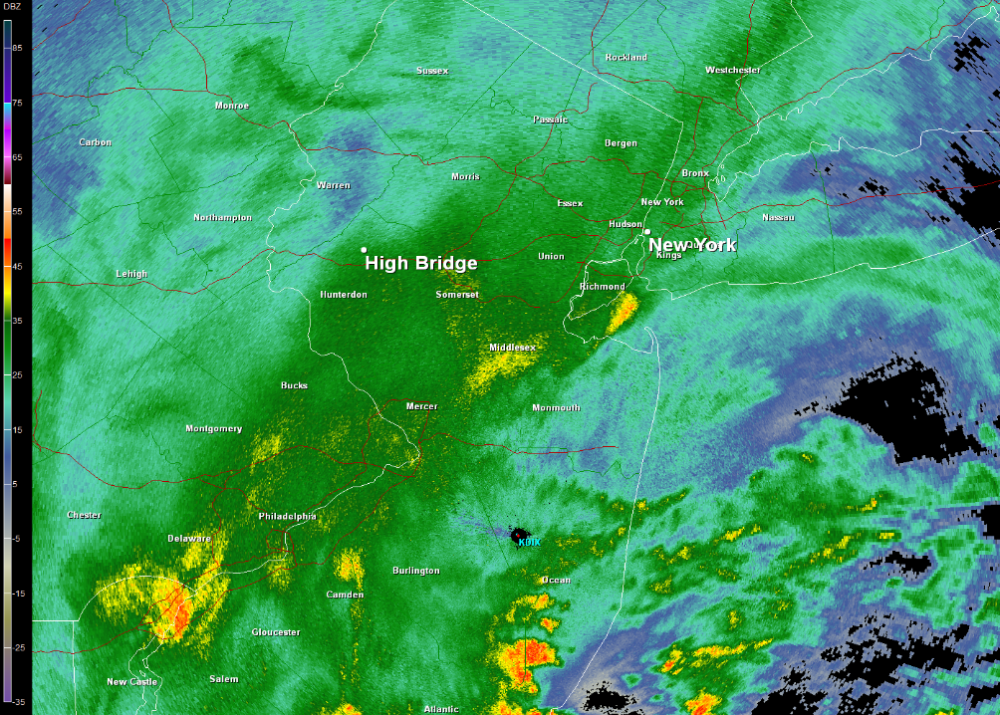 DBZ
85
75
65
55
45
35
25
15
5
-5
-15
-25
-35
Rockland
Sussex
Westchester
Monroe
Passaic
Carbon
Bergen
Bronx
Morris
Warren
Essex
New York
Northampton
Nassau
Hudson
New York
Kings
Union
High Bridge
Lehigh
Richmond
Hunterdon
Somerset
Middlesex
Bucks
Mercer
Monmouth
Montgomery
Chester
Philadelphia
Delaware
KDIX
Burlington
Ocean
Camden
Gloucester
Salem
New Castle
Atlantic